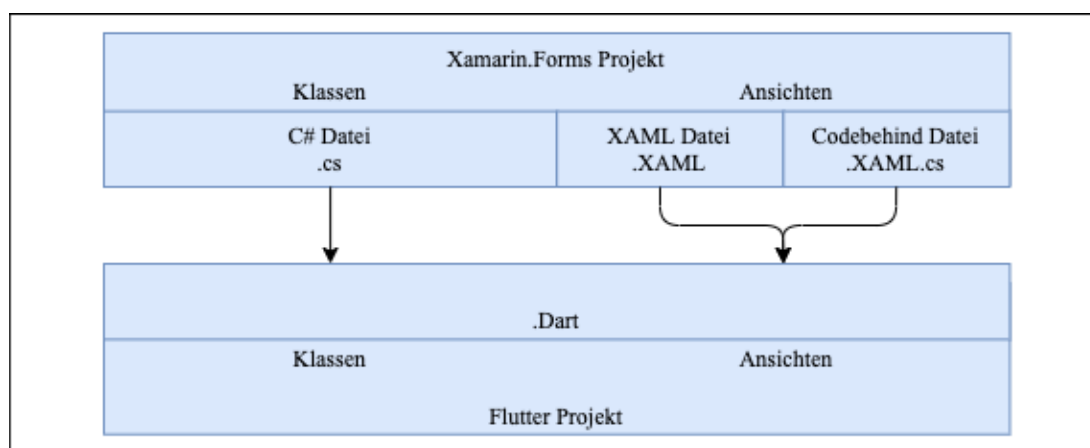 Xamarin.Forms Projekt
Klassen Ansichten
C# Datei XAML Datei Codebehind Datei
.cs .XAML .XAML.cs
.Dart
Klassen Ansichten
Flutter Projekt